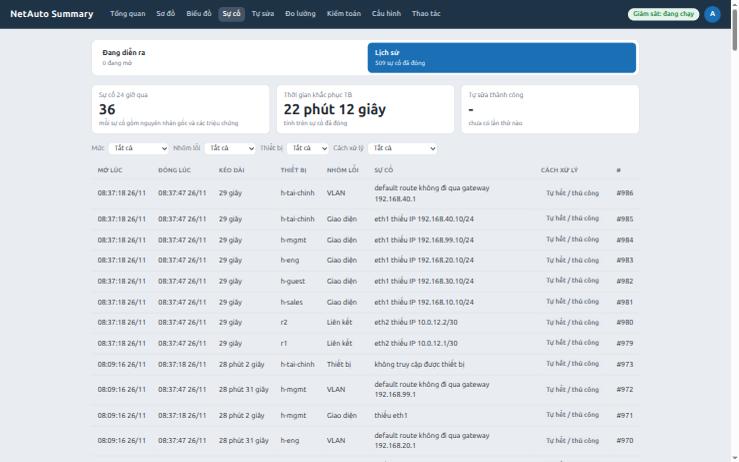 NetAuto Summary Tổng quan Sơ đồ Biểu đồ Sự cố Tự sửa Đo lường Kiểm toán Cấu hình Thao tác Giám sát: đang chạy A
Đang diễn ra
0 đang mở
Lịch sử
509 sự cố đã đóng
Sự cố 24 giờ qua
36
mỗi sự cố gồm nguyên nhân gốc và các triệu chứng
Thời gian khắc phục TB
22 phút 12 giây
tính trên sự cố đã đóng
Tự sửa thành công
-
chưa có lần thử nào
Mức Tất cả Nhóm lỗi Tất cả Thiết bị Tất cả Cách xử lý Tất cả
MỞ LÚC ĐÓNG LÚC KÉO DÀI THIẾT BỊ NHÓM LỖI SỰ CỐ CÁCH XỬ LÝ #
08:37:18 26/11 08:37:47 26/11 29 giây h-tai-chinh VLAN default route không đi qua gateway 192.168.40.1 Tự hết / thủ công #986
08:37:18 26/11 08:37:47 26/11 29 giây h-tai-chinh Giao diện eth1 thiếu IP 192.168.40.10/24 Tự hết / thủ công #985
08:37:18 26/11 08:37:47 26/11 29 giây h-mgmt Giao diện eth1 thiếu IP 192.168.99.10/24 Tự hết / thủ công #984
08:37:18 26/11 08:37:47 26/11 29 giây h-eng Giao diện eth1 thiếu IP 192.168.20.10/24 Tự hết / thủ công #983
08:37:18 26/11 08:37:47 26/11 29 giây h-guest Giao diện eth1 thiếu IP 192.168.30.10/24 Tự hết / thủ công #982
08:37:18 26/11 08:37:47 26/11 29 giây h-sales Giao diện eth1 thiếu IP 192.168.10.10/24 Tự hết / thủ công #981
08:37:18 26/11 08:37:47 26/11 29 giây r2 Liên kết eth2 thiếu IP 10.0.12.2/30 Tự hết / thủ công #980
08:37:18 26/11 08:37:47 26/11 29 giây r1 Liên kết eth2 thiếu IP 10.0.12.1/30 Tự hết / thủ công #979
08:09:16 26/11 08:37:18 26/11 28 phút 2 giây h-tai-chinh Thiết bị không truy cập được thiết bị Tự hết / thủ công #973
08:09:16 26/11 08:37:47 26/11 28 phút 31 giây h-mgmt VLAN default route không đi qua gateway 192.168.99.1 Tự hết / thủ công #972
08:09:16 26/11 08:37:18 26/11 28 phút 2 giây h-mgmt Giao diện thiếu eth1 Tự hết / thủ công #971
08:09:16 26/11 08:37:47 26/11 28 phút 31 giây h-eng VLAN default route không đi qua gateway 192.168.20.1 Tự hết / thủ công #970